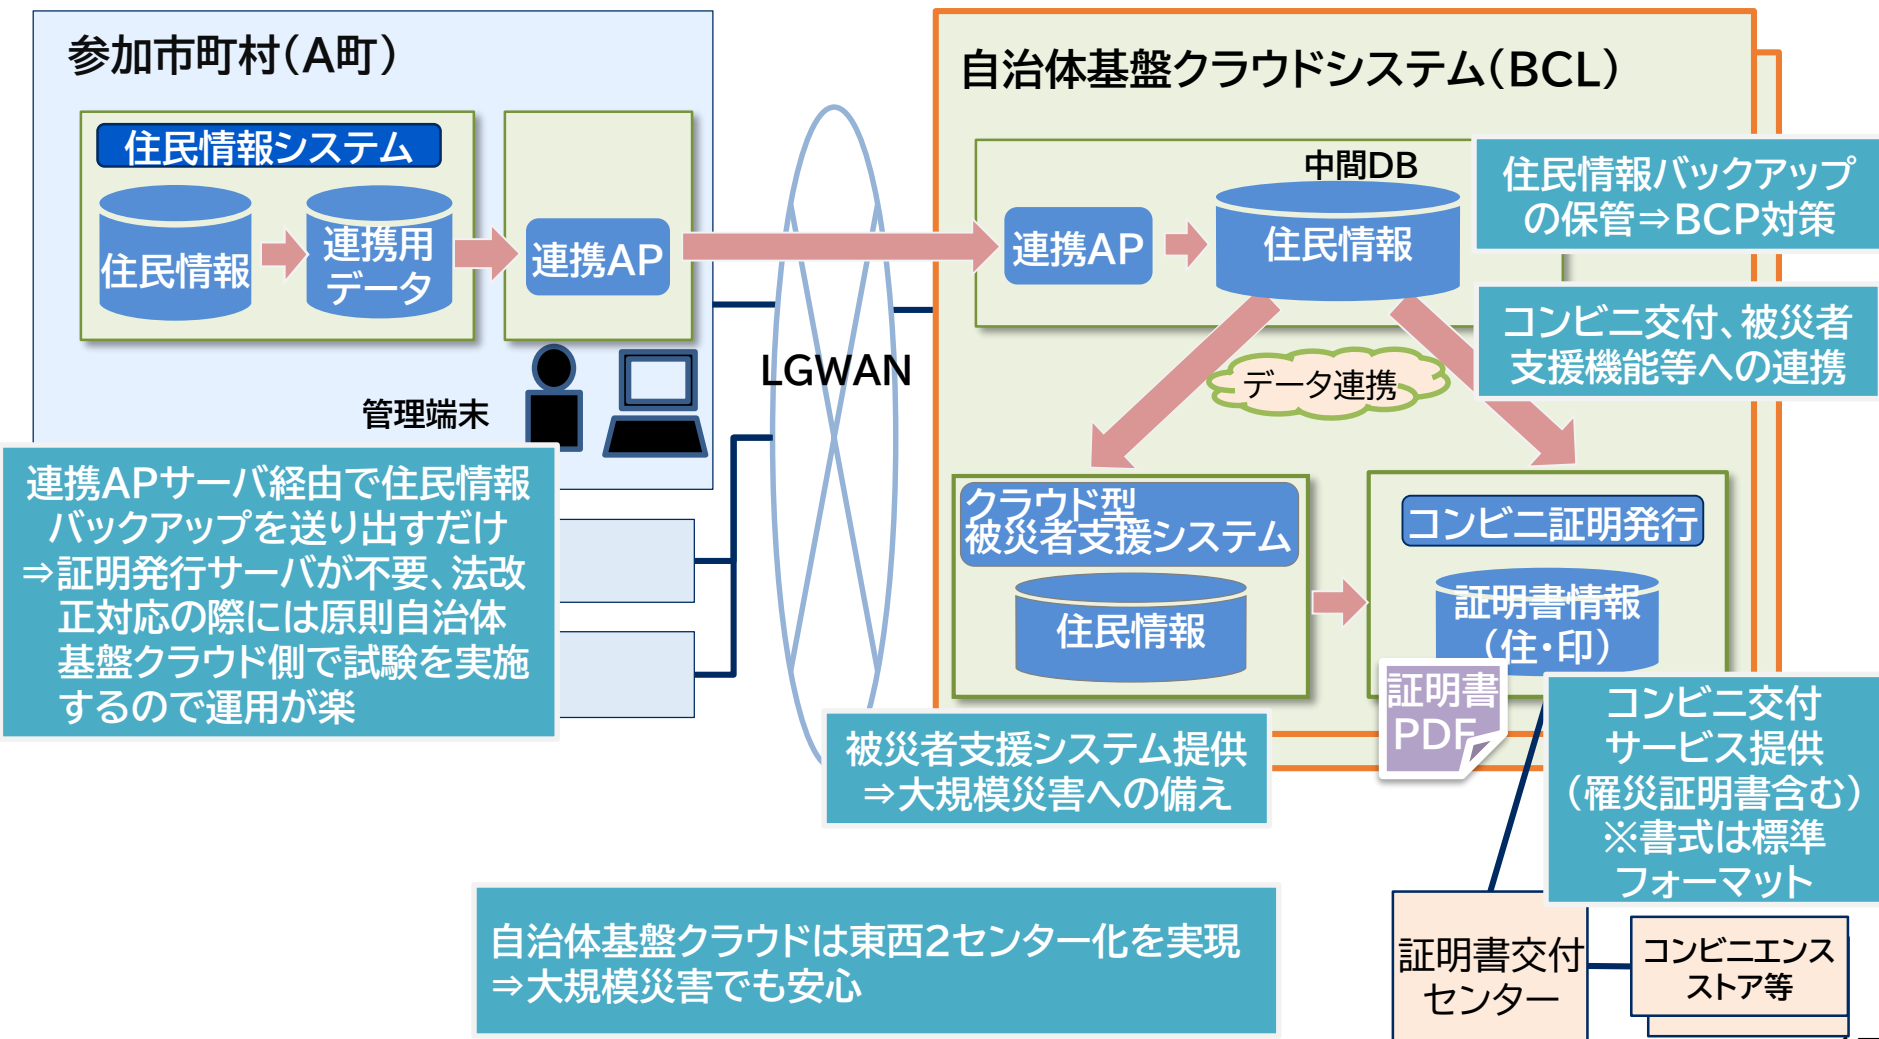 参加市町村(A町)
住民情報システム
住民情報
連携用
データ
連携AP
管理端末
連携APサーバ経由で住民情報
バックアップを送り出すだけ
⇒証明発行サーバが不要、法改
正対応の際には原則自治体
基盤クラウド側で試験を実施
するので運用が楽
LGWAN
自治体基盤クラウドシステム(BCL)
中間DB
連携AP
住民情報
住民情報バックアップ
の保管⇒BCP対策
コンビニ交付、被災者
支援機能等への連携
データ連携
クラウド型
被災者支援システム
住民情報
コンビニ証明発行
証明書情報
(住・印)
証明書
PDF
被災者支援システム提供
⇒大規模災害への備え
コンビニ交付
サービス提供
(罹災証明書含む)
※書式は標準
フォーマット
自治体基盤クラウドは東西2センター化を実現
⇒大規模災害でも安心
証明書交付
センター
コンビニエンス
ストア等